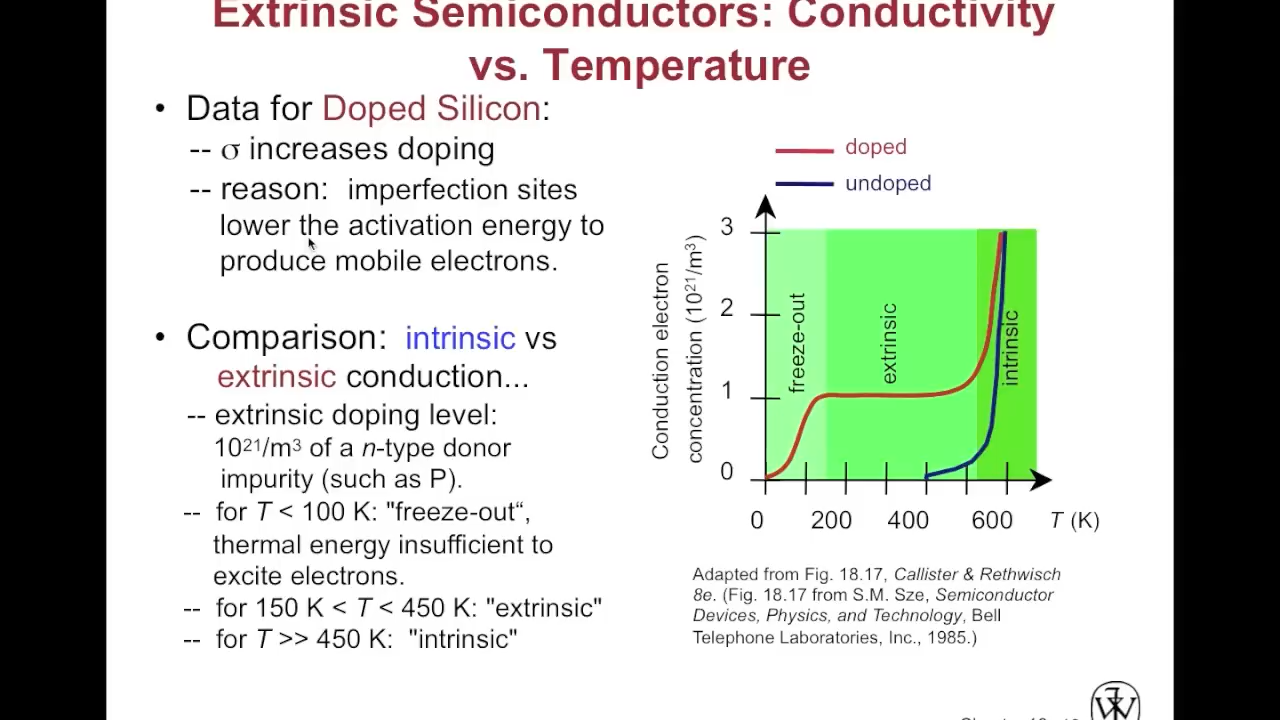 Extrinsic Semiconductors: Conductivity
vs. Temperature
• Data for Doped Silicon:
-- σ increases doping
-- reason: imperfection sites
lower the activation energy to
produce mobile electrons.
• Comparison: intrinsic vs
extrinsic conduction...
-- extrinsic doping level:
10²¹/m³ of a n-type donor
impurity (such as P).
-- for T < 100 K: "freeze-out“,
thermal energy insufficient to
excite electrons.
-- for 150 K < T < 450 K: "extrinsic"
-- for T >> 450 K: "intrinsic"
doped
undoped
Conduction electron
concentration (10²¹/m³)
3
2
1
0
freeze-out
extrinsic
intrinsic
0 200 400 600 T (K)
Adapted from Fig. 18.17, Callister & Rethwisch
8e. (Fig. 18.17 from S.M. Sze, Semiconductor
Devices, Physics, and Technology, Bell
Telephone Laboratories, Inc., 1985.)